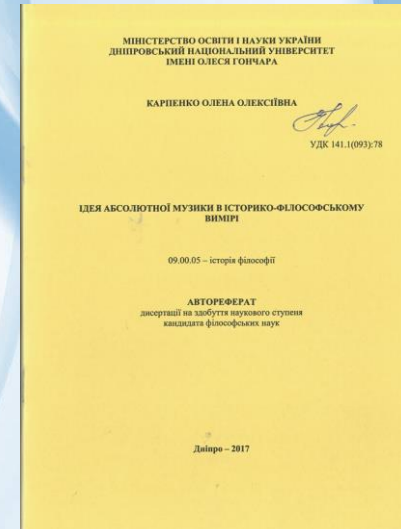 МІНІСТЕРСТВО ОСВІТИ І НАУКИ УКРАЇНИ
ДНІПРОВСЬКИЙ НАЦІОНАЛЬНИЙ УНІВЕРСИТЕТ
ІМЕНІ ОЛЕСЯ ГОНЧАРА
КАРПЕНКО ОЛЕНА ОЛЕКСІЇВНА
УДК 141.1(093):78
ІДЕЯ АБСОЛЮТНОЇ МУЗИКИ В ІСТОРИКО-ФІЛОСОФСЬКОМУ
ВИМІРІ
09.00.05 – історія філософії
АВТОРЕФЕРАТ
дисертації на здобуття наукового ступеня
кандидата філософських наук
Дніпро – 2017